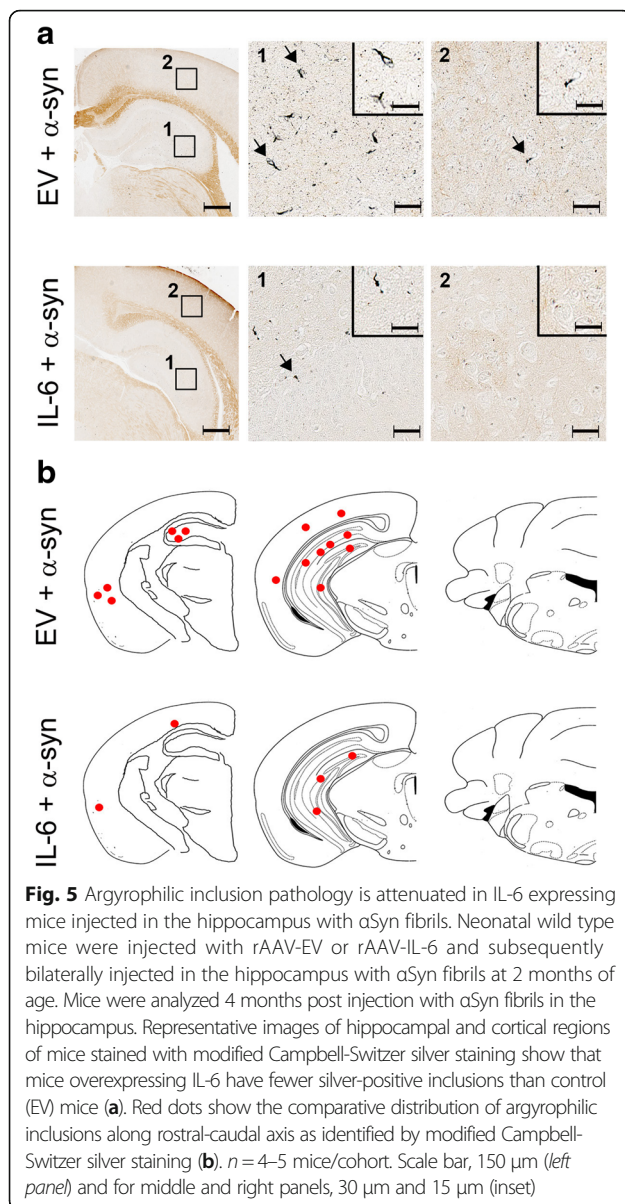 a
EV + α-syn
2
1
1
2
IL-6 + α-syn
2
1
1
2
b
EV + α-syn
IL-6 + α-syn
Fig. 5 Argyrophilic inclusion pathology is attenuated in IL-6 expressing
mice injected in the hippocampus with αSyn fibrils. Neonatal wild type
mice were injected with rAAV-EV or rAAV-IL-6 and subsequently
bilaterally injected in the hippocampus with αSyn fibrils at 2 months of
age. Mice were analyzed 4 months post injection with αSyn fibrils in the
hippocampus. Representative images of hippocampal and cortical regions
of mice stained with modified Campbell-Switzer silver staining show that
mice overexpressing IL-6 have fewer silver-positive inclusions than control
(EV) mice (a). Red dots show the comparative distribution of argyrophilic
inclusions along rostral-caudal axis as identified by modified Campbell-
Switzer silver staining (b). n = 4–5 mice/cohort. Scale bar, 150 μm (left
panel) and for middle and right panels, 30 μm and 15 μm (inset)